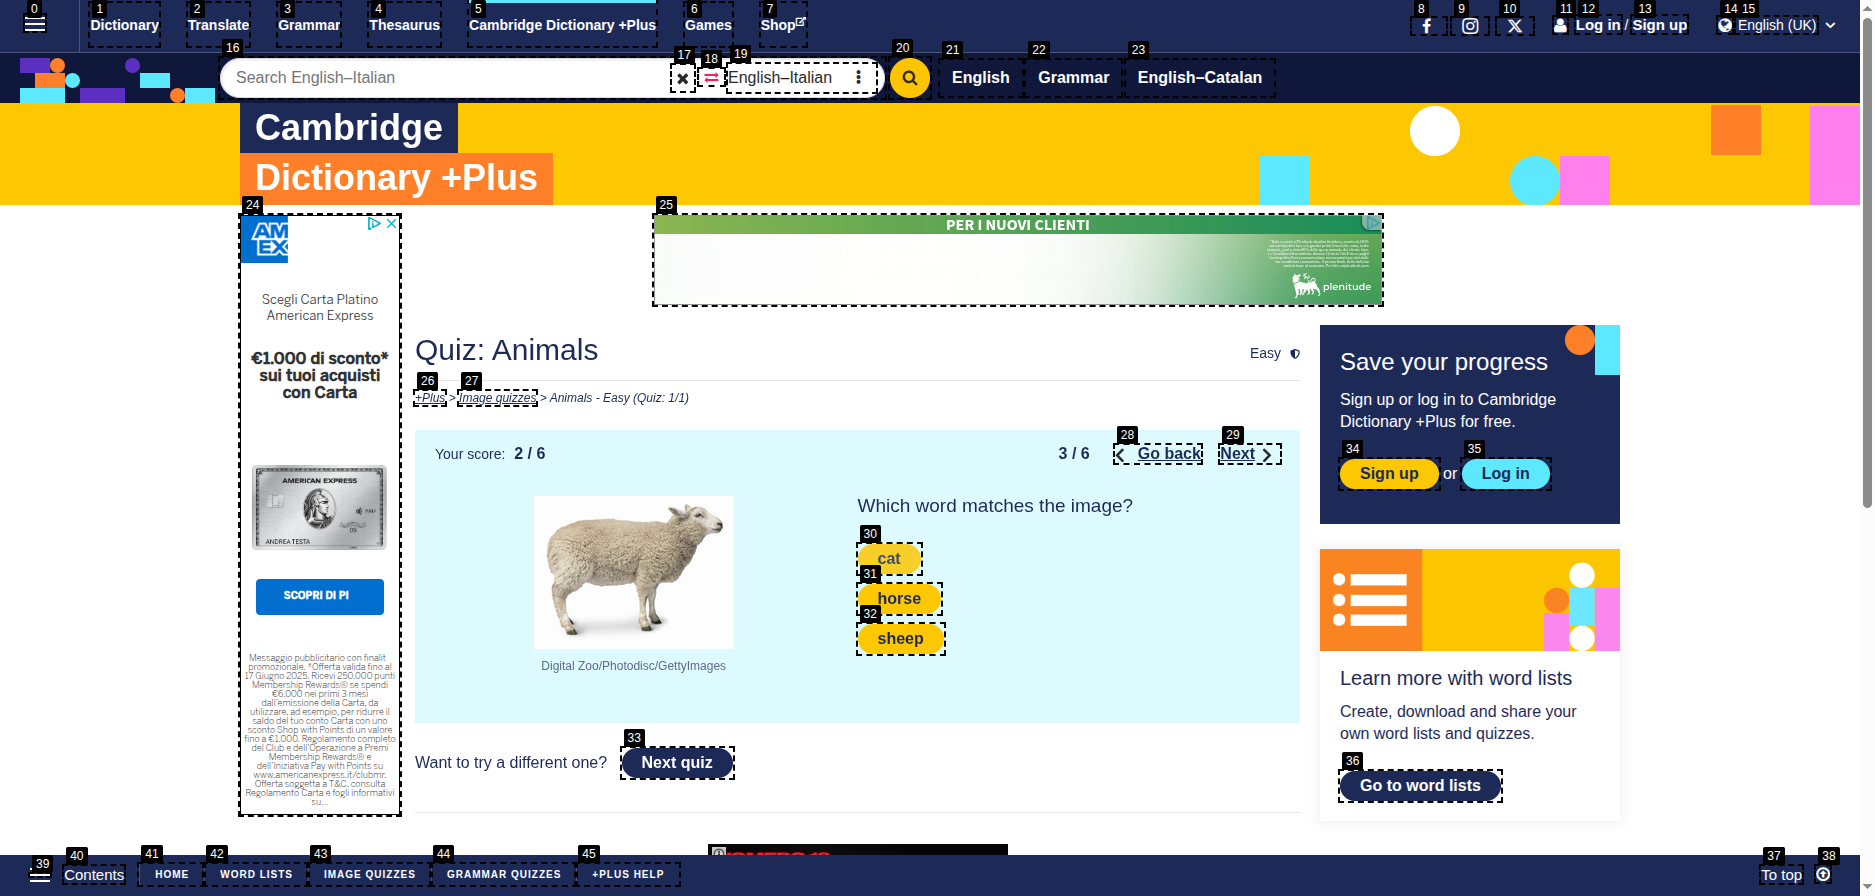 0 1 2 3 4 5 6 7 8 9 10 11 12 13 14 15
Dictionary Translate Grammar Thesaurus Cambridge Dictionary +Plus Games Shop Log in / Sign up English (UK)
16 17 18 19 20 21 22 23
Search English–Italian English–Italian English Grammar English–Catalan
Cambridge
Dictionary +Plus
24
AM
EX
Scegli Carta Platino
American Express
€1.000 di sconto*
sui tuoi acquisti
con Carta
AMERICAN EXPRESS
ANDREA TESTA
SCOPRI DI PI
Messaggio pubblicitario con finalit
promozionale. *Offerta valida fino al
17 Giugno 2025. Ricevi 250.000 punti
Membership Rewards® se spendi
€6.000 nei primi 3 mesi
dall'emissione della Carta, da
utilizzare, ad esempio, per ridurre il
saldo del tuo conto Carta con uno
sconto Shop with Points di un valore
fino a €1.000. Regolamento completo
del Club e dell'Operazione a Premi
Membership Rewards® e
dell'Iniziativa Pay with Points su
www.americanexpress.it/clubmr.
Offerta soggetta a T&C, consulta
Regolamento Carta e fogli informativi
su...
25
PER I NUOVI CLIENTI
plenitude
Quiz: Animals
Easy
26 27
+Plus > Image quizzes > Animals - Easy (Quiz: 1/1)
Your score: 2 / 6
28 29
3 / 6 Go back Next
Digital Zoo/Photodisc/GettyImages
Which word matches the image?
30
cat
31
horse
32
sheep
33
Want to try a different one? Next quiz
Save your progress
Sign up or log in to Cambridge
Dictionary +Plus for free.
34 35
Sign up or Log in
Learn more with word lists
Create, download and share your
own word lists and quizzes.
36
Go to word lists
39 40 41 42 43 44 45 37 38
Contents HOME WORD LISTS IMAGE QUIZZES GRAMMAR QUIZZES +PLUS HELP To top